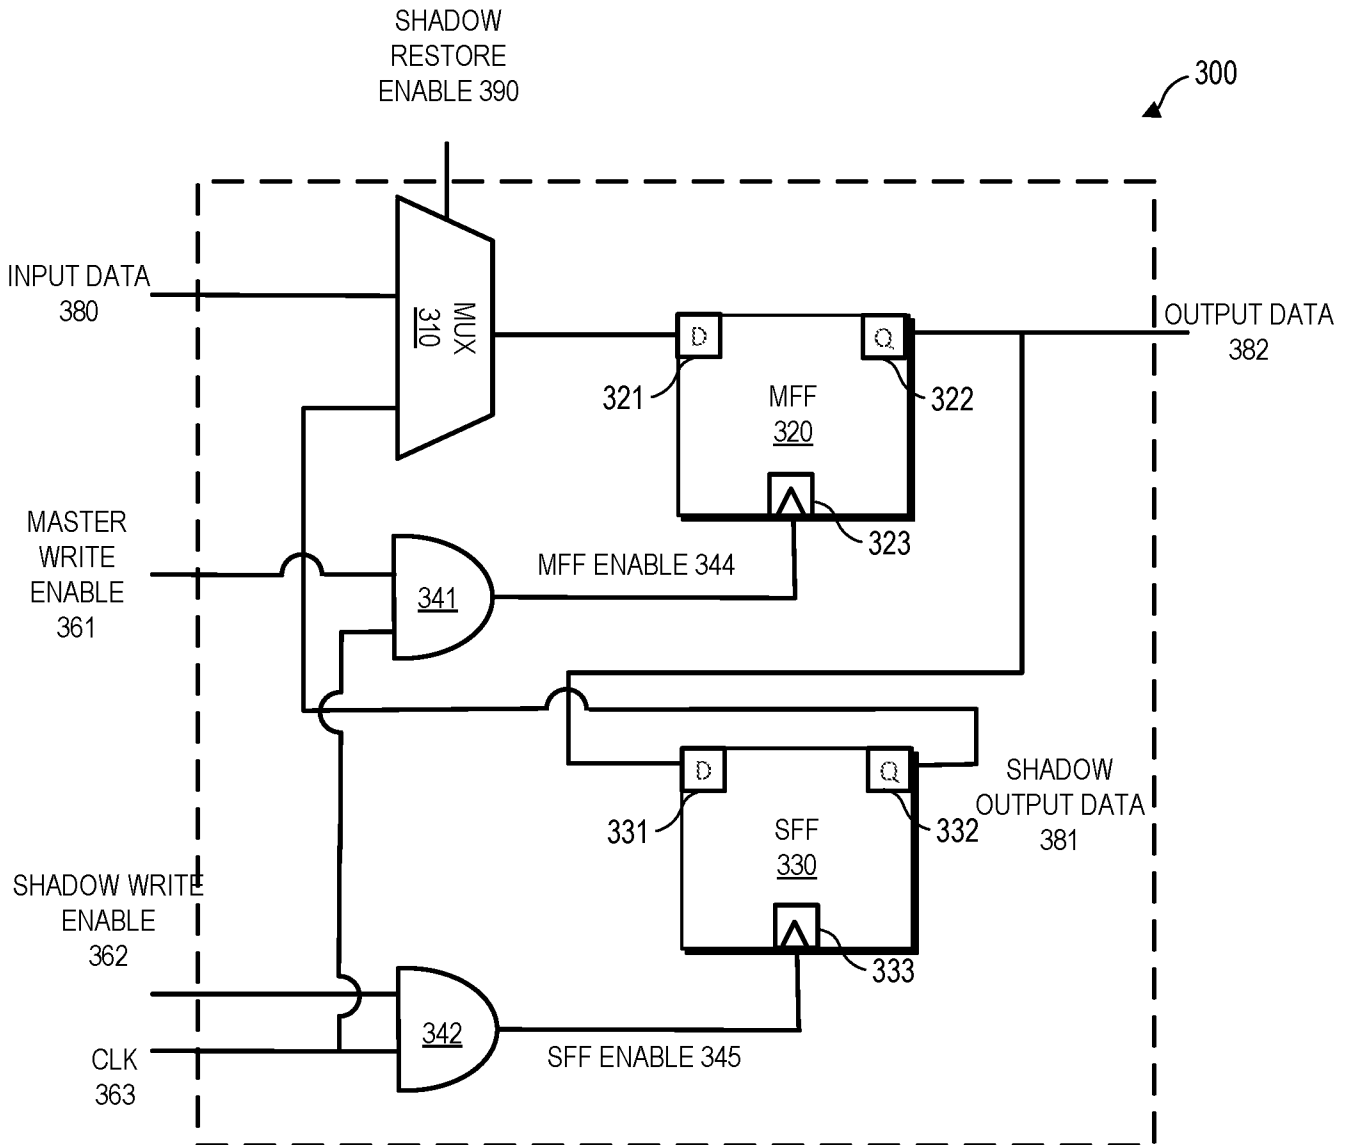 SHADOW
RESTORE
ENABLE 390
300
INPUT DATA
380
MUX
310
D
Q
OUTPUT DATA
382
321
322
MFF
320
323
MASTER
WRITE
ENABLE
361
341
MFF ENABLE 344
D
Q
SHADOW
OUTPUT DATA
381
331
332
SFF
330
333
SHADOW WRITE
ENABLE
362
342
SFF ENABLE 345
CLK
363